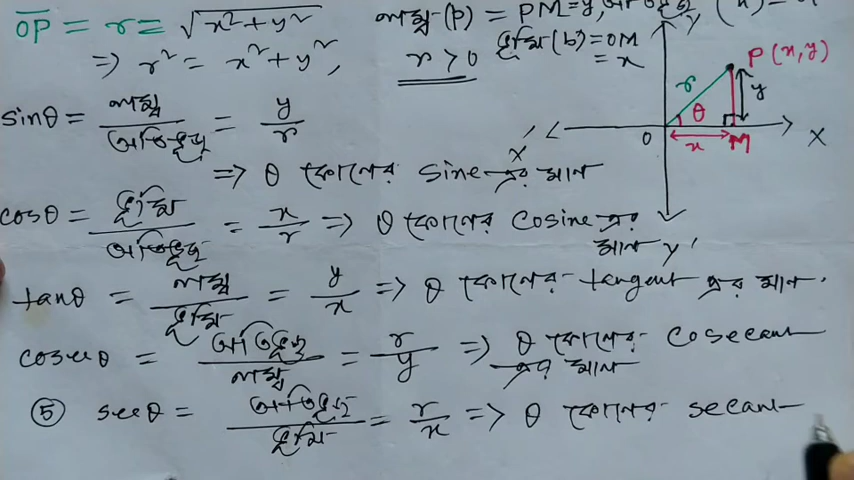 OP = r = √x²+y²
লম্ব (p) = PM = y,
=> r² = x² + y²,
r > 0
ভূমি (b) = OM = x
Y
P (x,y)
r
θ
y
O
x
M
X
X'
Y'
sinθ = লম্ব/অতিভুজ = y/r
=> θ কোনের sine এর মান
cosθ = ভূমি/অতিভুজ = x/r => θ কোনের cosine এর
মান
tanθ = লম্ব/ভূমি = y/x => θ কোনের tangent এর মান।
cosecθ = অতিভুজ/লম্ব = r/y => θ কোনের cosecant
এর মান
⑤ secθ = অতিভুজ/ভূমি = r/x => θ কোনের secant